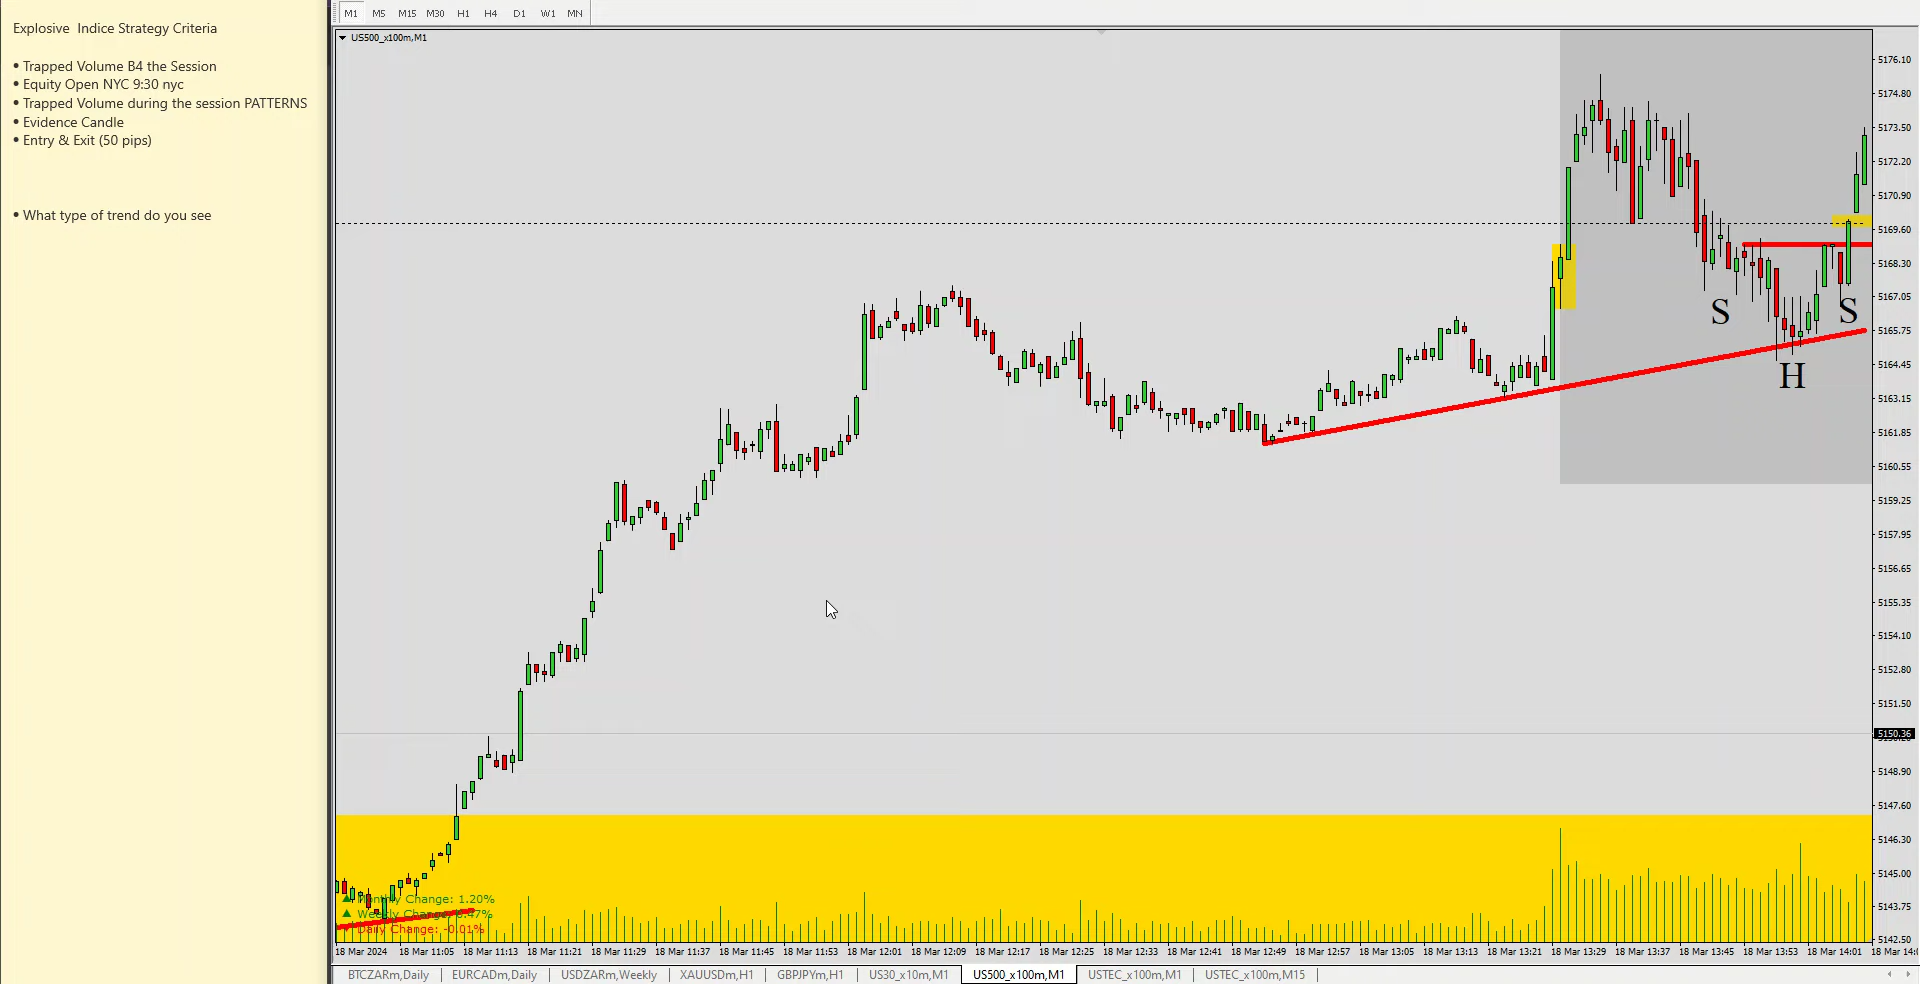 Explosive  Indice Strategy Criteria
• Trapped Volume B4 the Session
• Equity Open NYC 9:30 nyc
• Trapped Volume during the session PATTERNS
• Evidence Candle
• Entry & Exit (50 pips)
• What type of trend do you see
M1 M5 M15 M30 H1 H4 D1 W1 MN
US500_x100m,M1
5176.10
5174.80
5173.50
5172.20
5170.90
5169.60
5168.30
5167.05
5165.75
5164.45
5163.15
5161.85
5160.55
5159.25
5157.95
5156.65
5155.35
5154.10
5152.80
5151.50
5150.36
5148.90
5147.60
5146.30
5145.00
5143.75
5142.50
S
S
H
Monthly Change: 1.20%
Weekly Change: 0.47%
Daily Change: -0.01%
18 Mar 2024 18 Mar 11:05 18 Mar 11:13 18 Mar 11:21 18 Mar 11:29 18 Mar 11:37 18 Mar 11:45 18 Mar 11:53 18 Mar 12:01 18 Mar 12:09 18 Mar 12:17 18 Mar 12:25 18 Mar 12:33 18 Mar 12:41 18 Mar 12:49 18 Mar 12:57 18 Mar 13:05 18 Mar 13:13 18 Mar 13:21 18 Mar 13:29 18 Mar 13:37 18 Mar 13:45 18 Mar 13:53 18 Mar 14:01 18 Mar 14:0
BTCZARm,Daily EURCADm,Daily USDZARm,Weekly XAUUSDm,H1 GBPJPYm,H1 US30_x10m,M1 US500_x100m,M1 USTEC_x100m,M1 USTEC_x100m,M15